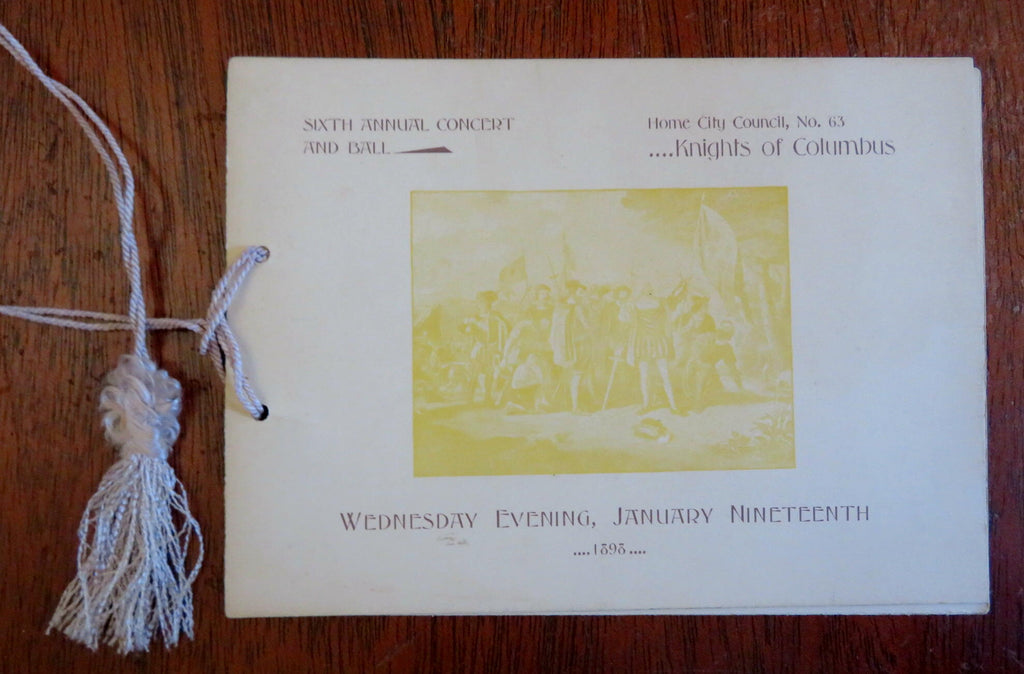 SIXTH ANNUAL CONCERT
AND BALL
Home City Council, No. 63
....Knights of Columbus
WEDNESDAY EVENING, JANUARY NINETEENTH
....1898....